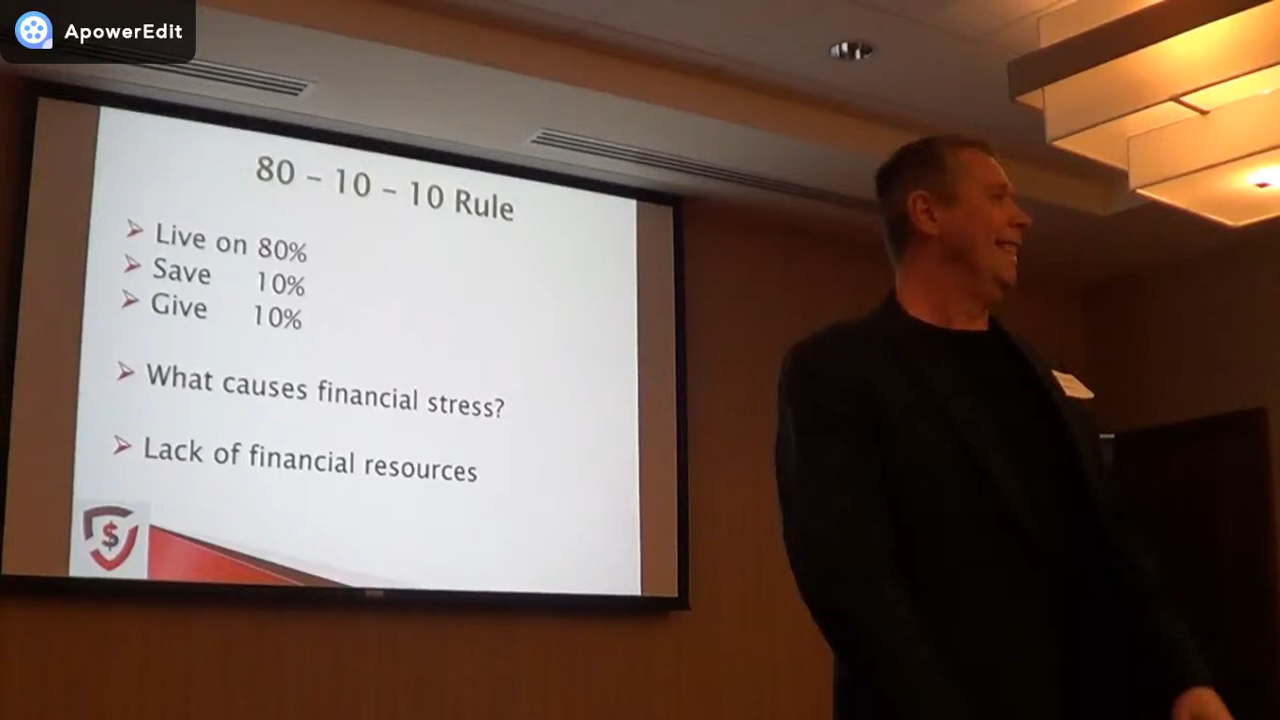 ApowerEdit
80 – 10 – 10 Rule
➢ Live on 80%
➢ Save 10%
➢ Give 10%
➢ What causes financial stress?
➢ Lack of financial resources
$